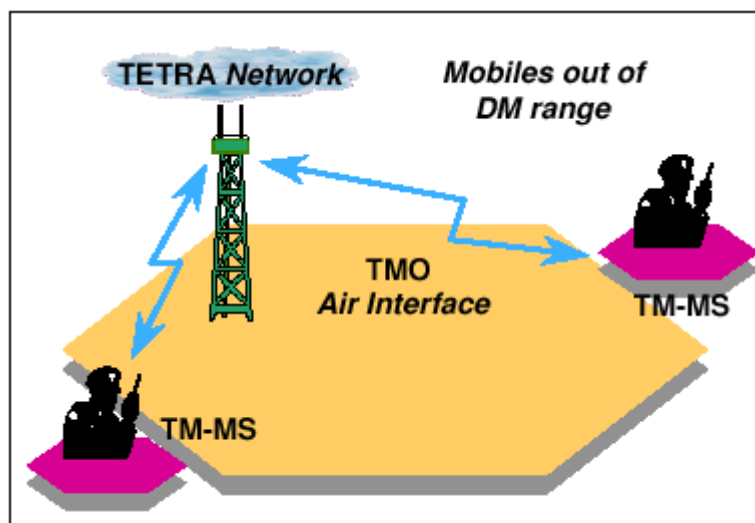 TETRA Network
Mobiles out of
DM range
TMO
Air Interface
TM-MS
TM-MS